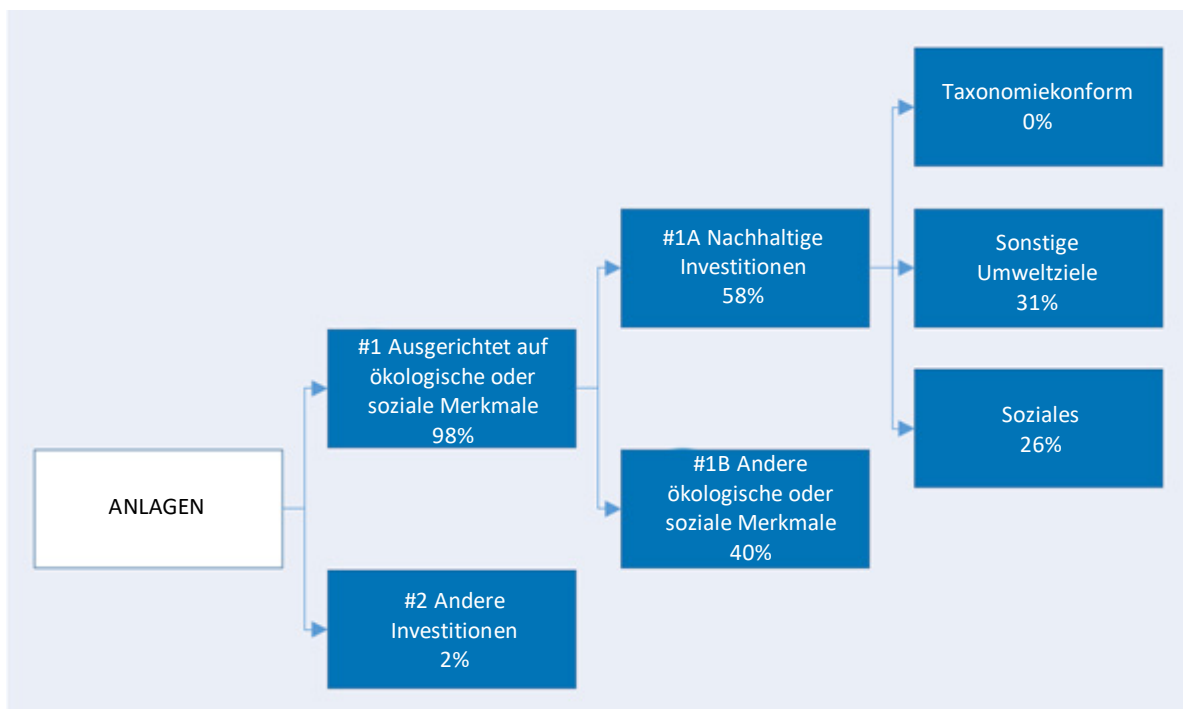 Taxonomiekonform
0%
#1A Nachhaltige
Investitionen
58%
Sonstige
Umweltziele
31%
#1 Ausgerichtet auf
ökologische oder
soziale Merkmale
98%
Soziales
26%
ANLAGEN
#1B Andere
ökologische oder
soziale Merkmale
40%
#2 Andere
Investitionen
2%